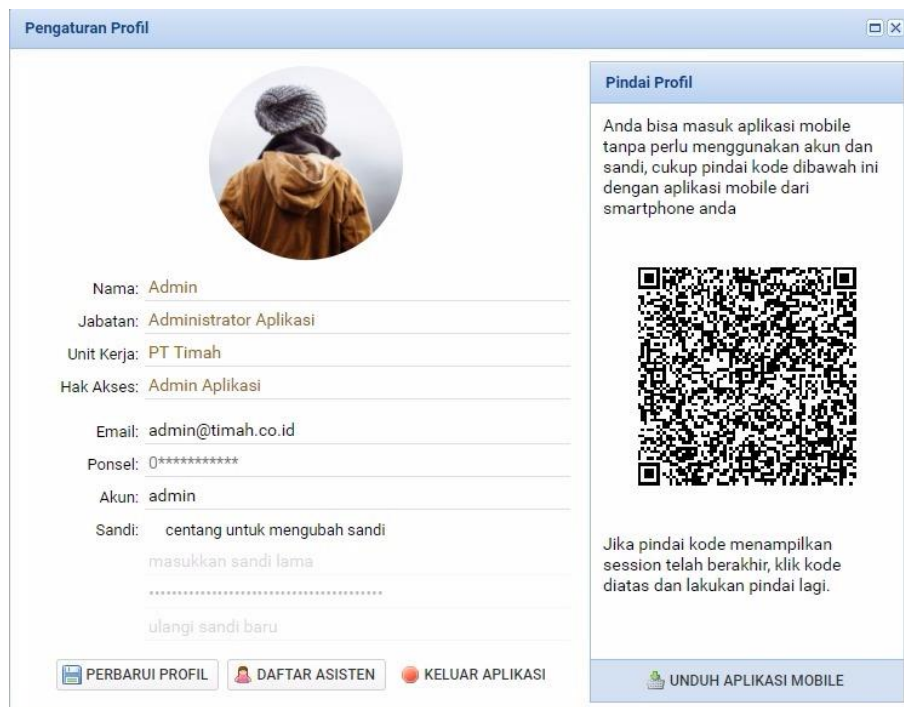 Pengaturan Profil
Nama: Admin
Jabatan: Administrator Aplikasi
Unit Kerja: PT Timah
Hak Akses: Admin Aplikasi
Email: admin@timah.co.id
Ponsel: 0***********
Akun: admin
Sandi: centang untuk mengubah sandi
masukkan sandi lama
ulangi sandi baru
PERBARUI PROFIL
DAFTAR ASISTEN
KELUAR APLIKASI
Pindai Profil
Anda bisa masuk aplikasi mobile
tanpa perlu menggunakan akun dan
sandi, cukup pindai kode dibawah ini
dengan aplikasi mobile dari
smartphone anda
Jika pindai kode menampilkan
session telah berakhir, klik kode
diatas dan lakukan pindai lagi.
UNDUH APLIKASI MOBILE